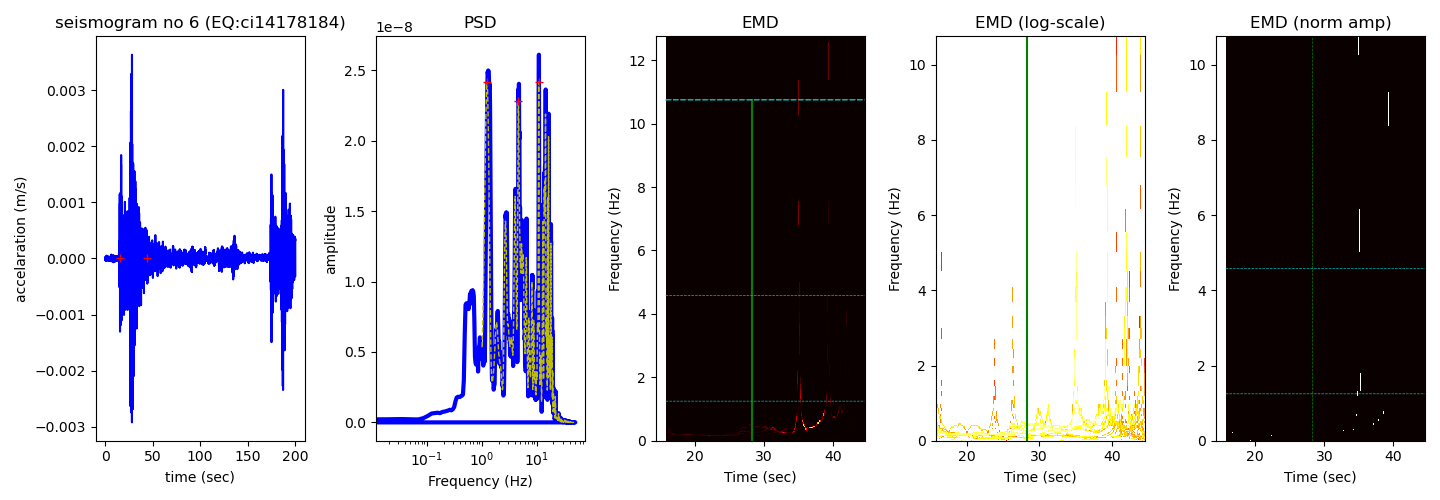 seismogram no 6 (EQ:ci14178184)
accelaration (m/s)
0.003
0.002
0.001
0.000
−0.001
−0.002
−0.003
0 50 100 150 200
time (sec)
PSD
1e−8
amplitude
2.5
2.0
1.5
1.0
0.5
0.0
10⁻¹ 10⁰ 10¹
Frequency (Hz)
EMD
Frequency (Hz)
12
10
8
6
4
2
0
20 30 40
Time (sec)
EMD (log-scale)
Frequency (Hz)
10
8
6
4
2
0
20 30 40
Time (sec)
EMD (norm amp)
Frequency (Hz)
10
8
6
4
2
0
20 30 40
Time (sec)